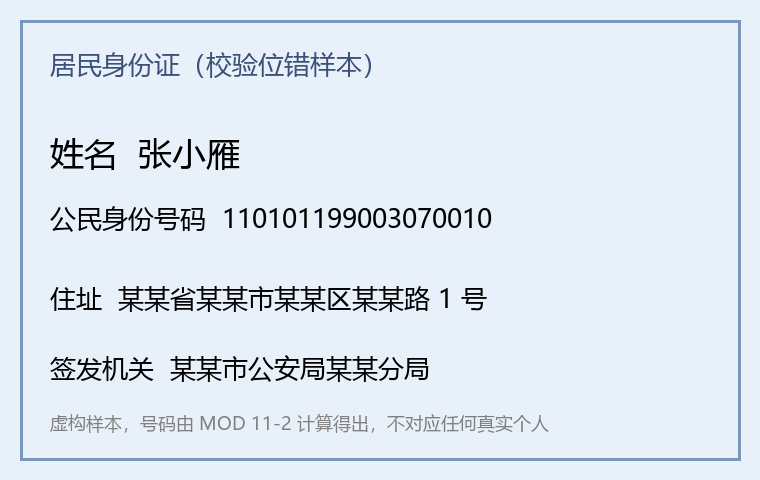 居民身份证（校验位错样本）
姓名 张小雁
公民身份号码 110101199003070010
住址 某某省某某市某某区某某路 1 号
签发机关 某某市公安局某某分局
虚构样本，号码由 MOD 11-2 计算得出，不对应任何真实个人